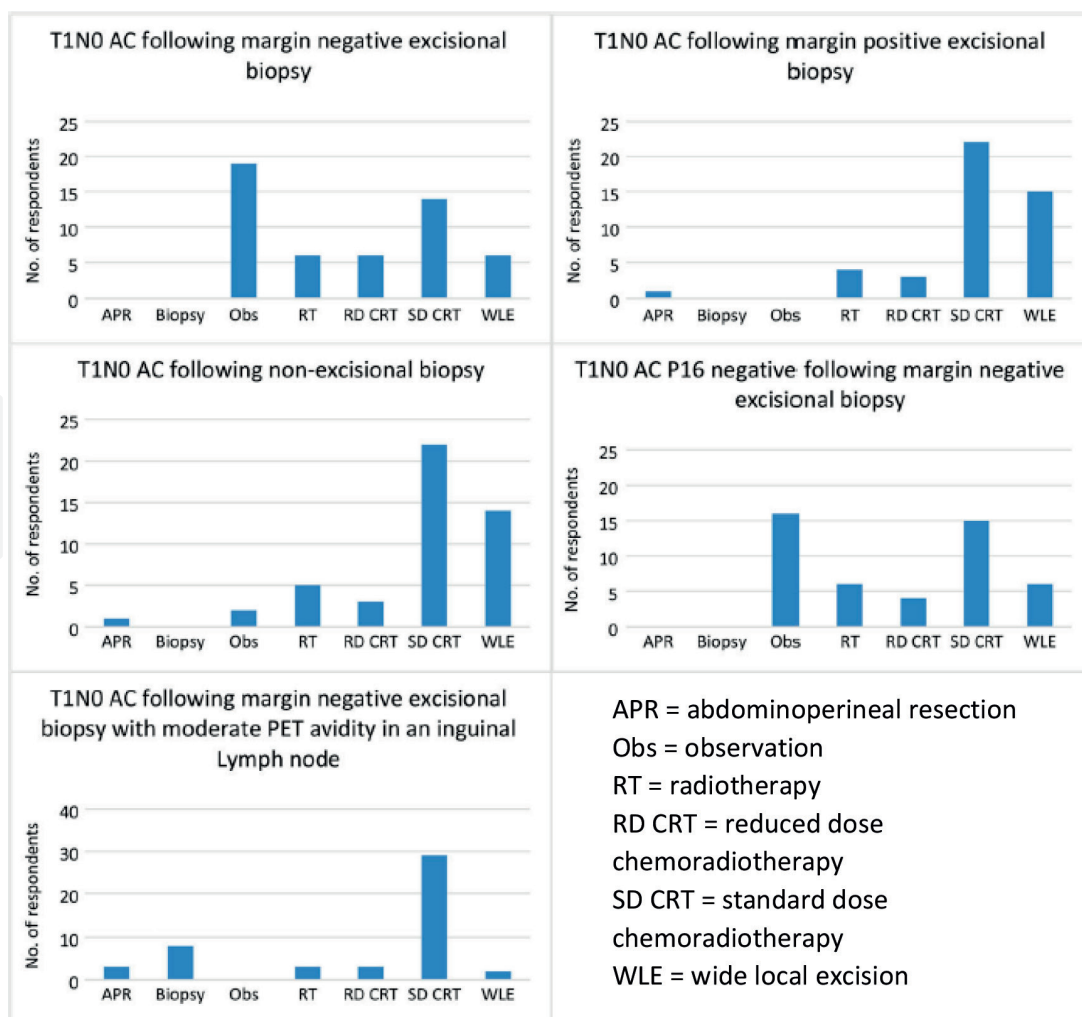 T1N0 AC following margin negative excisional
biopsy
No. of respondents
25
20
15
10
5
0
APR Biopsy Obs RT RD CRT SD CRT WLE
T1N0 AC following margin positive excisional
biopsy
No. of respondents
25
20
15
10
5
0
APR Biopsy Obs RT RD CRT SD CRT WLE
T1N0 AC following non-excisional biopsy
No. of respondents
25
20
15
10
5
0
APR Biopsy Obs RT RD CRT SD CRT WLE
T1N0 AC P16 negative following margin negative
excisional biopsy
No. of respondents
25
20
15
10
5
0
APR Biopsy Obs RT RD CRT SD CRT WLE
T1N0 AC following margin negative excisional
biopsy with moderate PET avidity in an inguinal
Lymph node
No. of respondents
40
30
20
10
0
APR Biopsy Obs RT RD CRT SD CRT WLE
APR = abdominoperineal resection
Obs = observation
RT = radiotherapy
RD CRT = reduced dose
chemoradiotherapy
SD CRT = standard dose
chemoradiotherapy
WLE = wide local excision